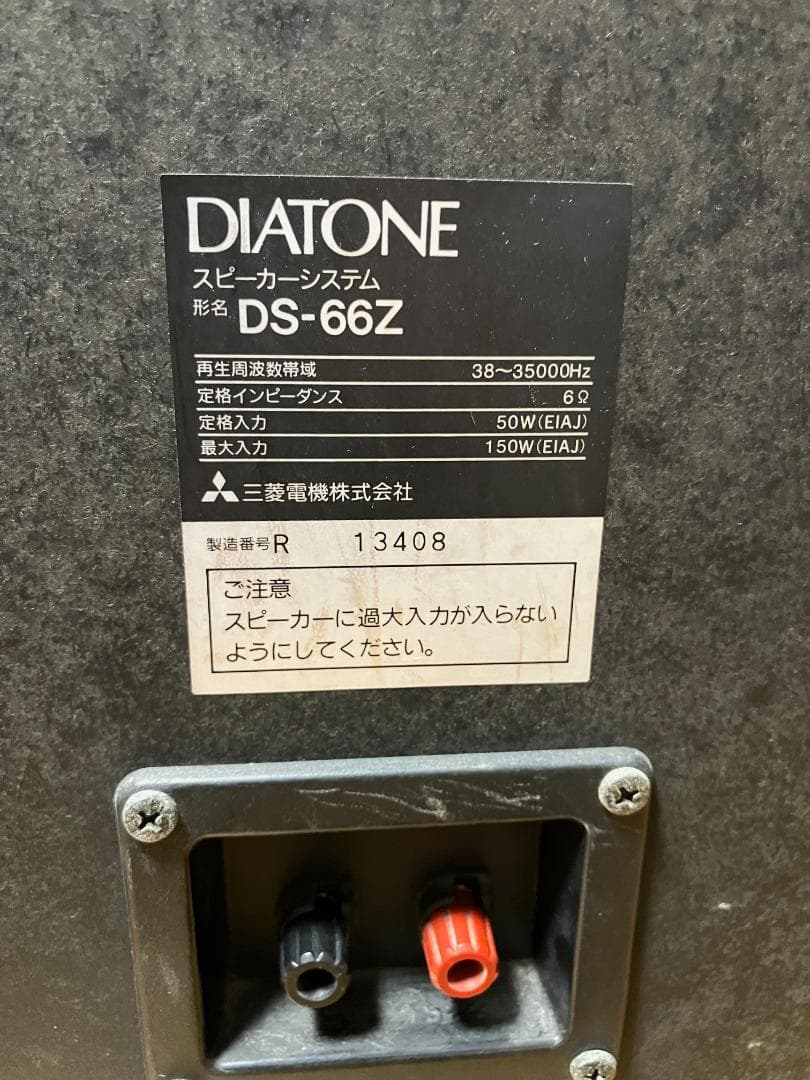 DIATONE
スピーカーシステム
形名 DS-66Z
再生周波数帯域 38〜35000Hz
定格インピーダンス 6Ω
定格入力 50W(EIAJ)
最大入力 150W(EIAJ)
三菱電機株式会社
製造番号 R 13408
ご注意
スピーカーに過大入力が入らない
ようにしてください。